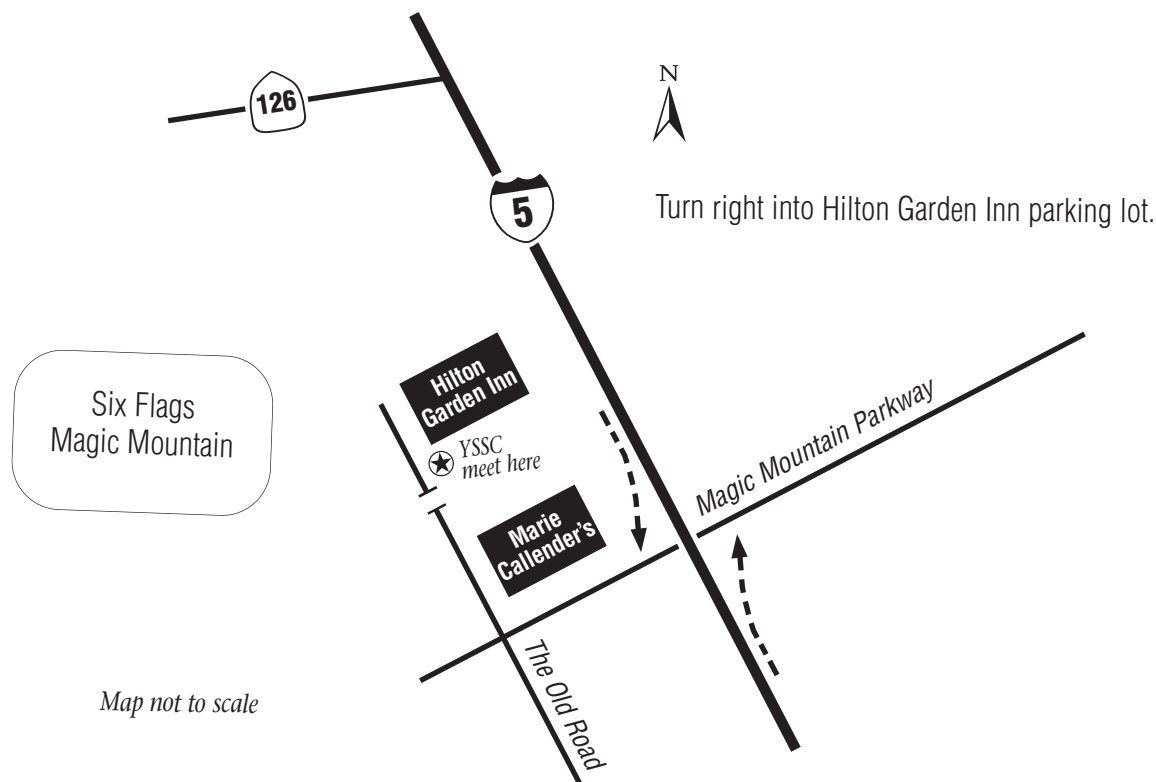 126
N
5
Turn right into Hilton Garden Inn parking lot.
Hilton
Garden Inn
Six Flags
Magic Mountain
YSSC
meet here
Magic Mountain Parkway
Marie
Callender’s
The Old Road
Map not to scale